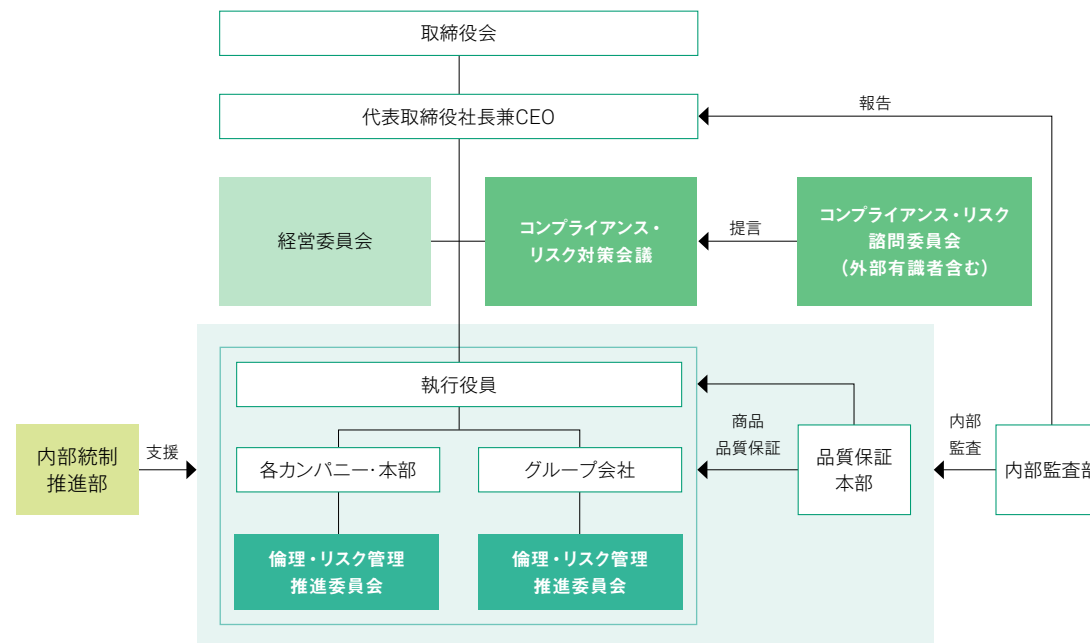 取締役会
代表取締役社長兼CEO
報告
経営委員会
コンプライアンス・
リスク対策会議
提言
コンプライアンス・リスク
諮問委員会
（外部有識者含む）
執行役員
内部統制
推進部
支援
各カンパニー・本部
グループ会社
商品
品質保証
品質保証
本部
内部
監査
内部監査部
倫理・リスク管理
推進委員会
倫理・リスク管理
推進委員会